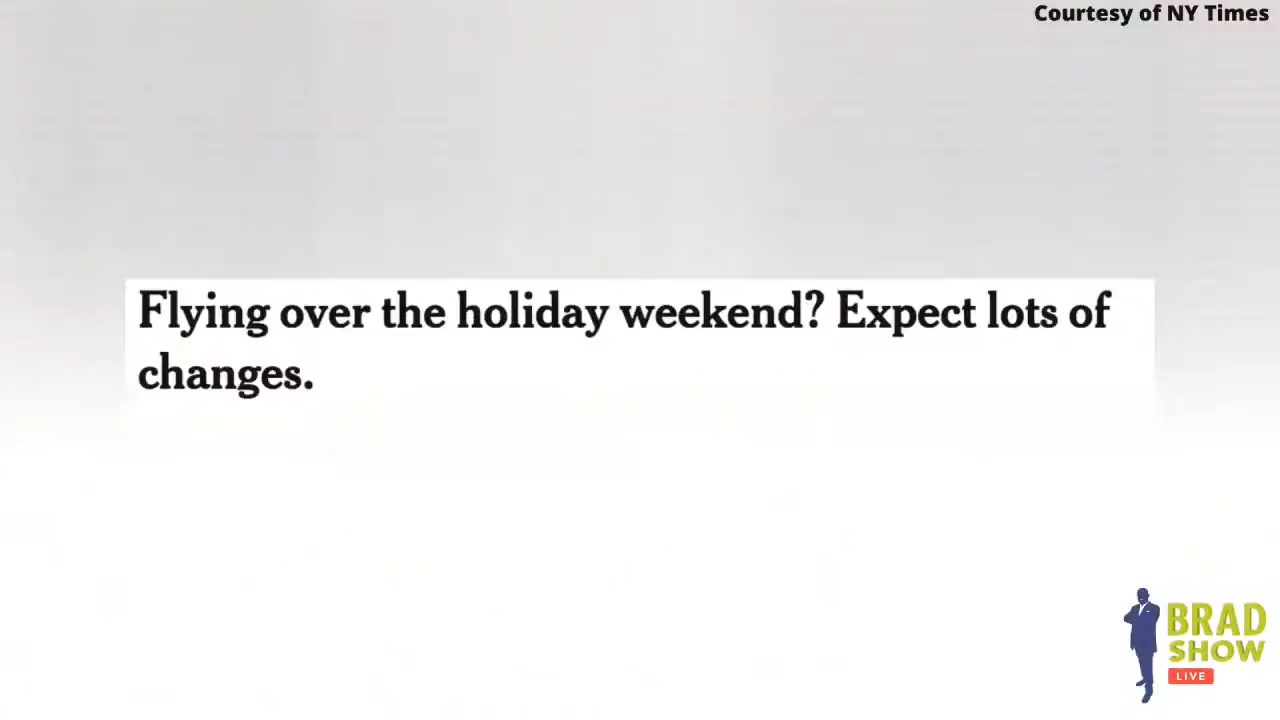 Courtesy of NY Times
Flying over the holiday weekend? Expect lots of
changes.
BRAD
SHOW
LIVE